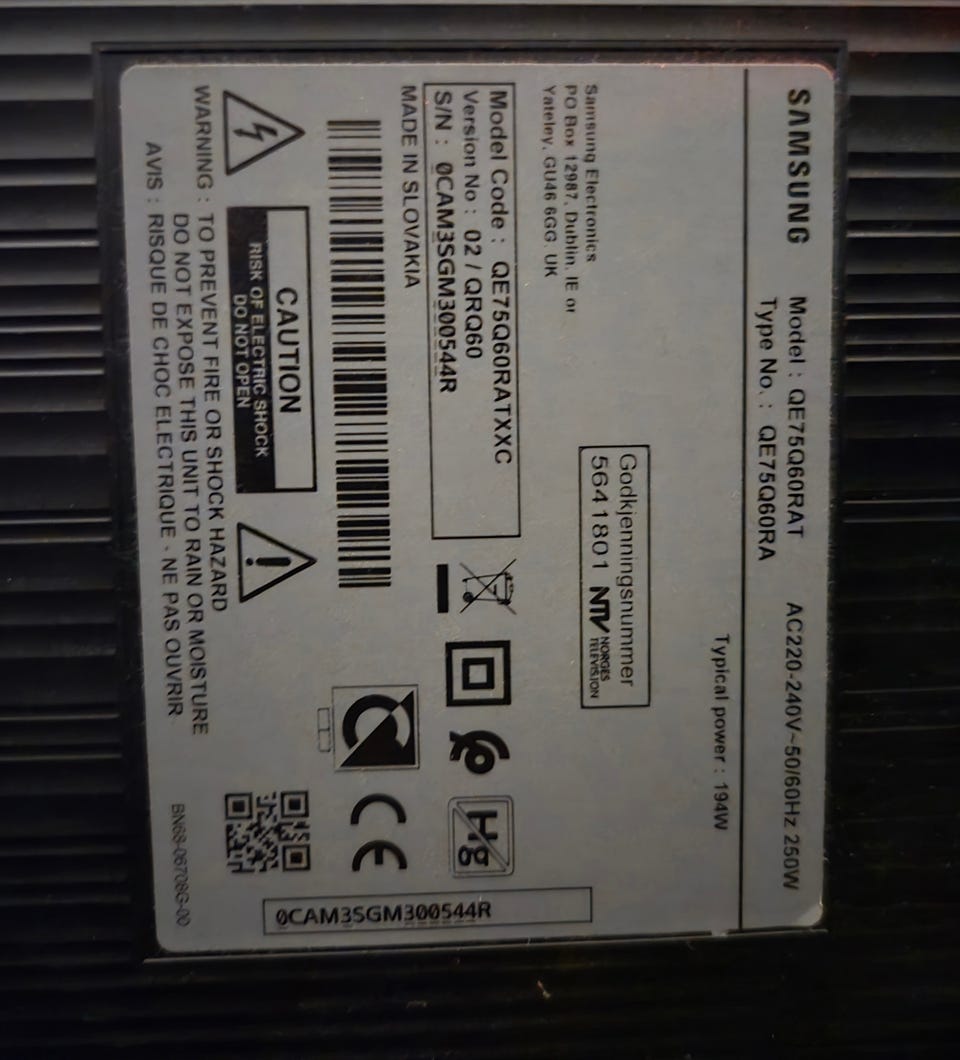 SAMSUNG
Model : QE75Q60RAT
AC220-240V~50/60Hz 250W
Type No. : QE75Q60RA
Typical power : 194W
Godkjenningsnummer
5641801 NTV NORGES TELEVISJON
Samsung Electronics
PO Box 12987, Dublin. IE or
Yateley, GU46 6GG. UK
Model Code : QE75Q60RATXXC
Version No : 02 / QRQ60
S/N : 0CAM3SGM300544R
MADE IN SLOVAKIA
Hg
CE
CAUTION
RISK OF ELECTRIC SHOCK
DO NOT OPEN
WARNING : TO PREVENT FIRE OR SHOCK HAZARD
DO NOT EXPOSE THIS UNIT TO RAIN OR MOISTURE
AVIS : RISQUE DE CHOC ELECTRIQUE - NE PAS OUVRIR
0CAM3SGM300544R
BN68-06708G-00